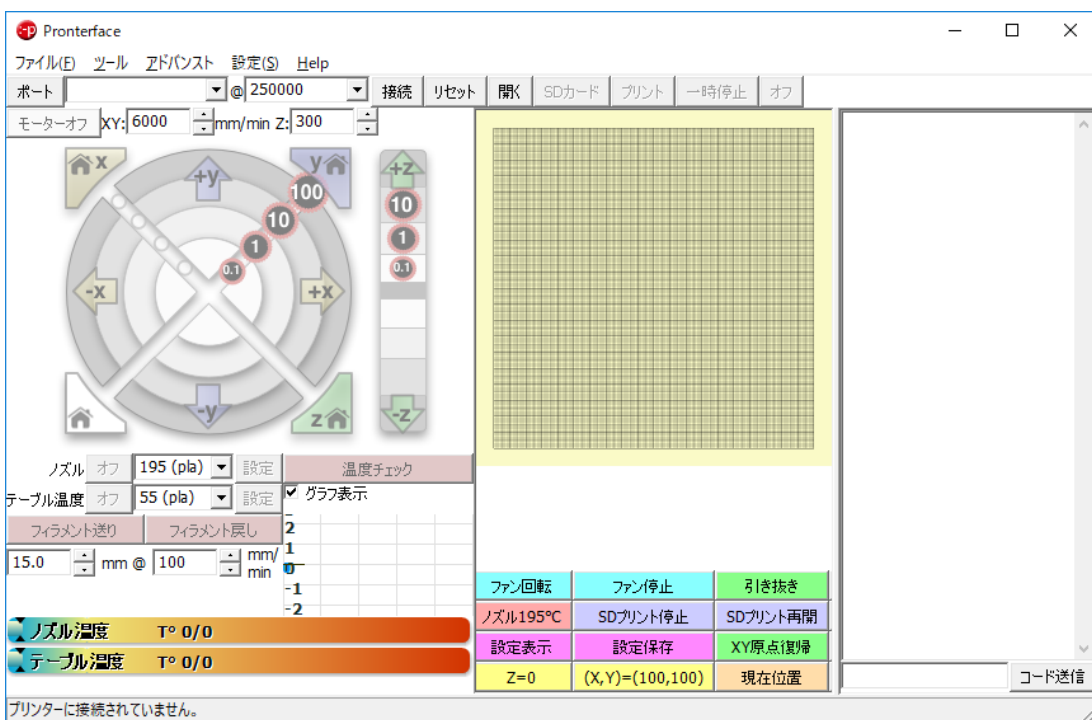 Pronterface
ファイル(F) ツール アドバンスト 設定(S) Help
ポート @ 250000 接続 リセット 開く SDカード プリント 一時停止 オフ
モーターオフ XY: 6000 mm/min Z: 300
x +y y +z
100
10 10
1 1
0.1 0.1
-x +x
-y z -z
ノズル オフ 195 (pla) 設定 温度チェック
テーブル温度 オフ 55 (pla) 設定 グラフ表示
フィラメント送り フィラメント戻し
15.0 mm @ 100 mm/min
2
1
0
-1
-2
ノズル温度 T° 0/0
テーブル温度 T° 0/0
ファン回転 ファン停止 引き抜き
ノズル195℃ SDプリント停止 SDプリント再開
設定表示 設定保存 XY原点復帰
Z=0 (X,Y)=(100,100) 現在位置
コード送信
プリンターに接続されていません。